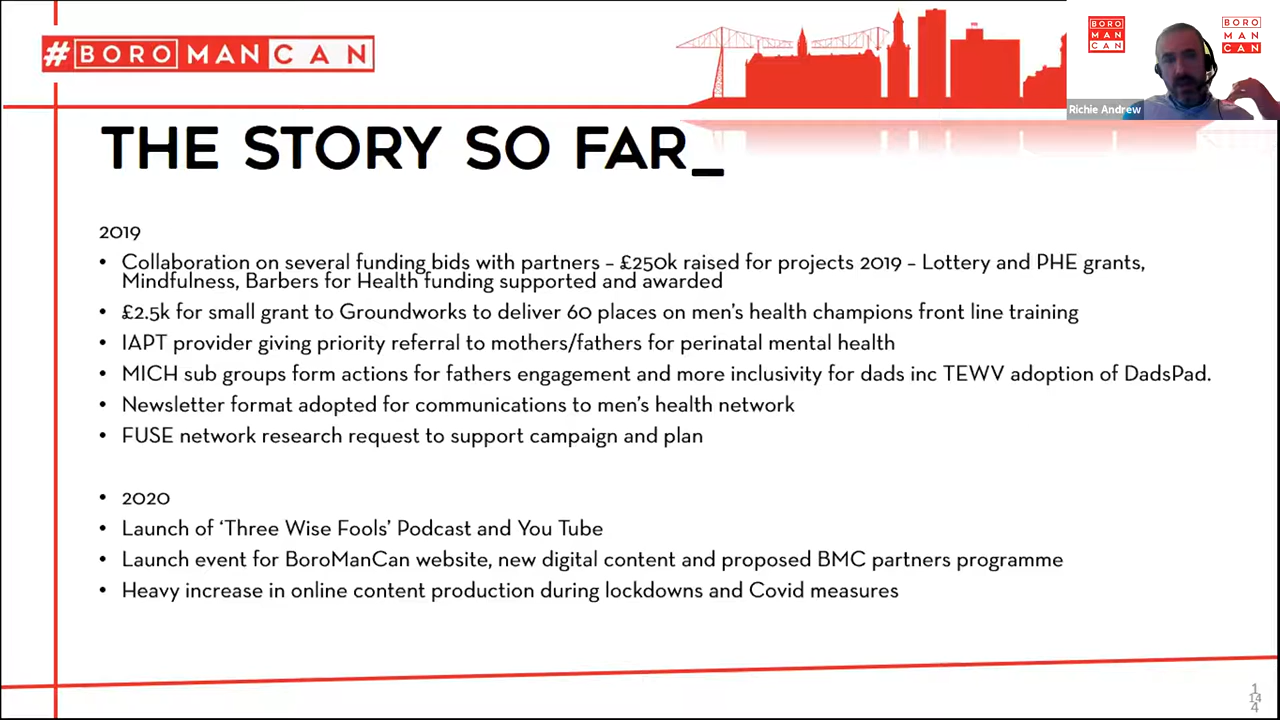 #BOROMANCAN
BORO
MAN
CAN
BORO
MAN
CAN
Richie Andrew
THE STORY SO FAR_
2019
• Collaboration on several funding bids with partners – £250k raised for projects 2019 – Lottery and PHE grants,
Mindfulness, Barbers for Health funding supported and awarded
• £2.5k for small grant to Groundworks to deliver 60 places on men's health champions front line training
• IAPT provider giving priority referral to mothers/fathers for perinatal mental health
• MICH sub groups form actions for fathers engagement and more inclusivity for dads inc TEWV adoption of DadsPad.
• Newsletter format adopted for communications to men's health network
• FUSE network research request to support campaign and plan
• 2020
• Launch of 'Three Wise Fools' Podcast and You Tube
• Launch event for BoroManCan website, new digital content and proposed BMC partners programme
• Heavy increase in online content production during lockdowns and Covid measures